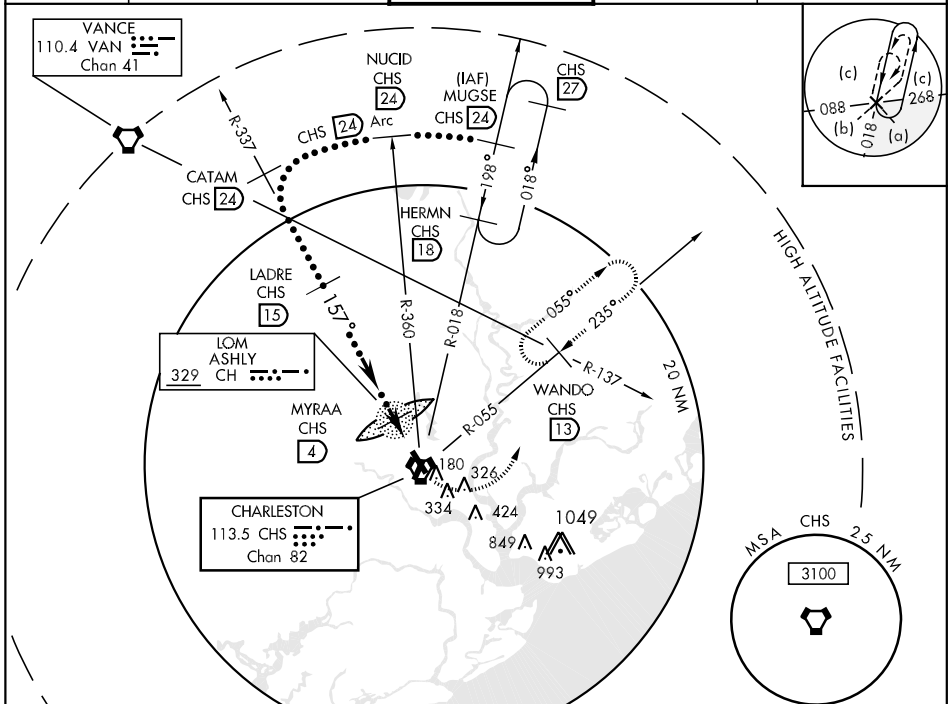 VANCE
110.4 VAN
Chan 41
NUCID
CHS
24
(IAF)
MUGSE
CHS 24
CHS
27
CHS 24 Arc
R-337
CATAM
CHS 24
198°
018°
HERMN
CHS
18
(c)
(c)
088
268
(b)
018
(a)
LADRE
CHS
15
157°
R-360
R-018
055°
235°
HIGH ALTITUDE FACILITIES
LOM
ASHLY
329 CH
R-137
20 NM
WANDO
CHS
13
MYRAA
CHS
4
R-055
180
326
334
424
CHARLESTON
113.5 CHS
Chan 82
1049
849
993
MSA CHS 25 NM
3100